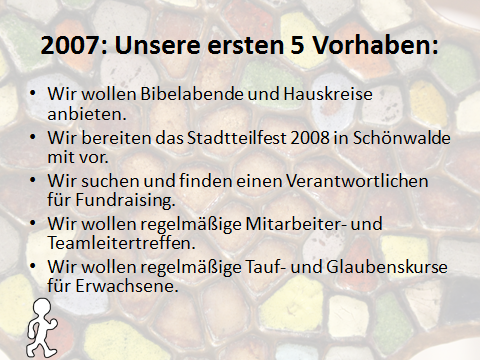 2007: Unsere ersten 5 Vorhaben:
• Wir wollen Bibelabende und Hauskreise
anbieten.
• Wir bereiten das Stadtteilfest 2008 in Schönwalde
mit vor.
• Wir suchen und finden einen Verantwortlichen
für Fundraising.
• Wir wollen regelmäßige Mitarbeiter- und
Teamleitertreffen.
• Wir wollen regelmäßige Tauf- und Glaubenskurse
für Erwachsene.